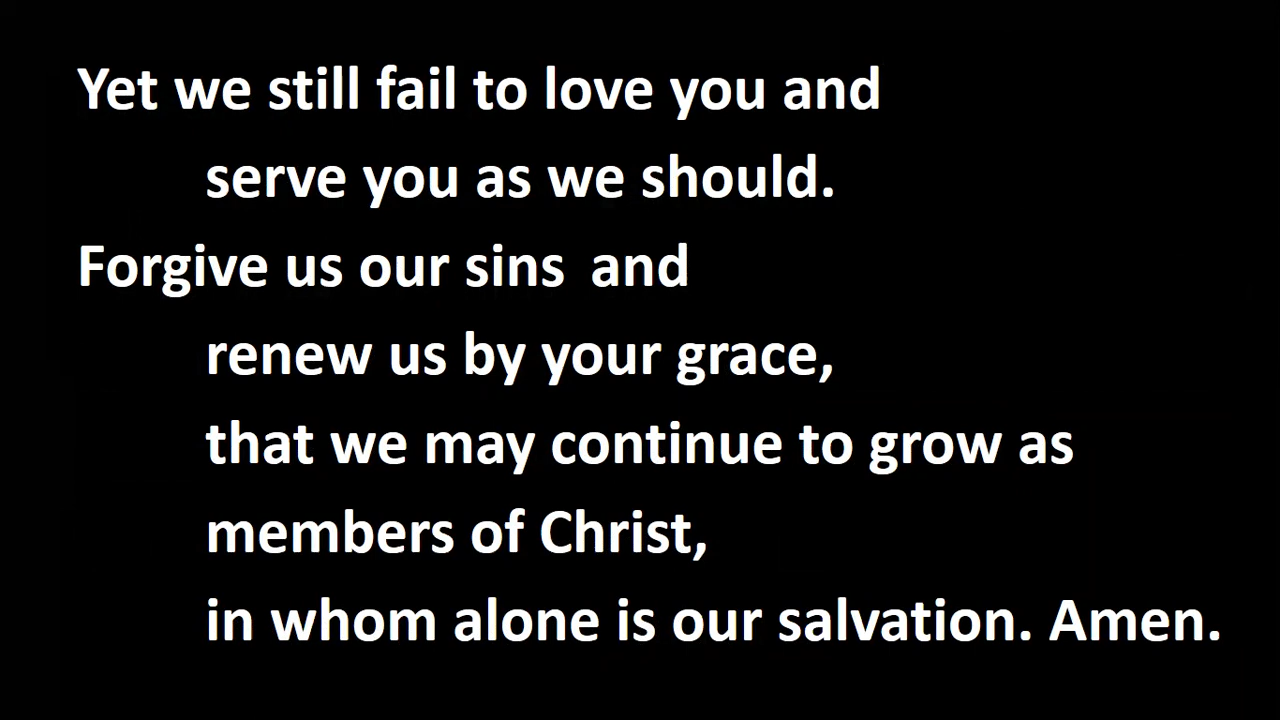 Yet we still fail to love you and
serve you as we should.
Forgive us our sins  and
renew us by your grace,
that we may continue to grow as
members of Christ,
in whom alone is our salvation. Amen.